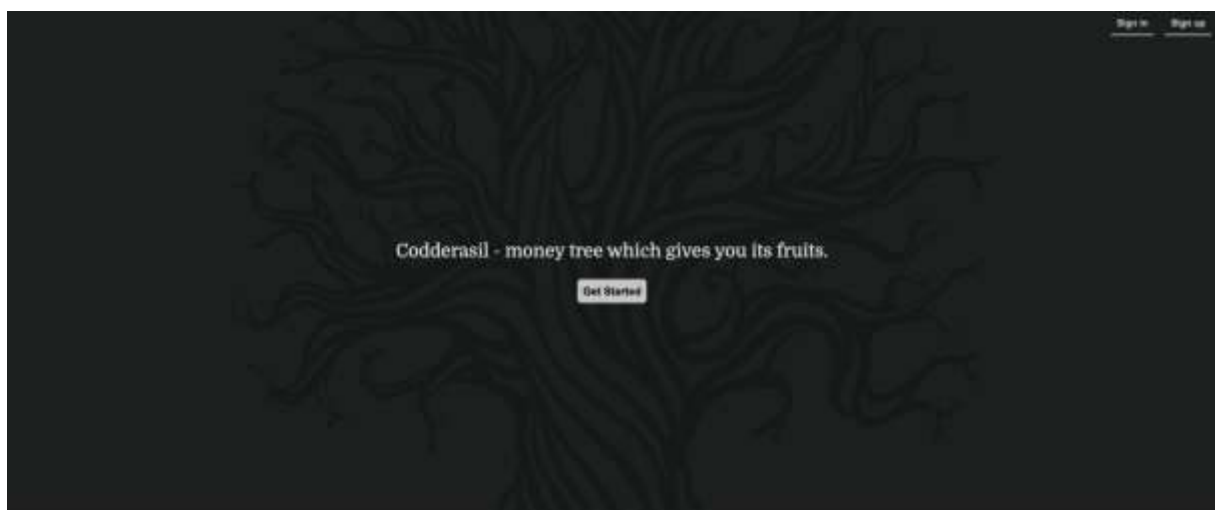 Sign in Sign up
Codderasil - money tree which gives you its fruits.
Get Started